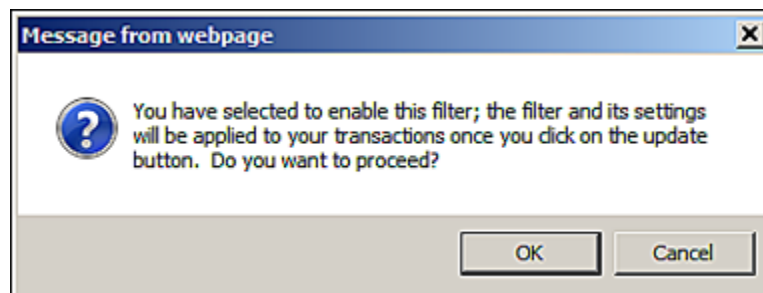 Message from webpage
You have selected to enable this filter; the filter and its settings
will be applied to your transactions once you click on the update
button.  Do you want to proceed?
OK
Cancel